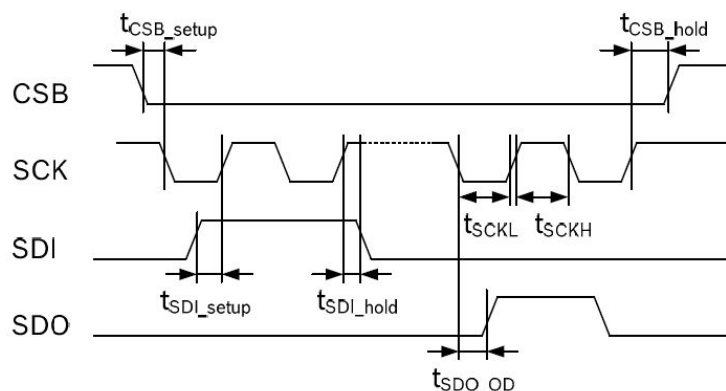 tCSB_setup
tCSB_hold
CSB
SCK
tSCKL
tSCKH
SDI
tSDI_setup
tSDI_hold
SDO
tSDO_OD